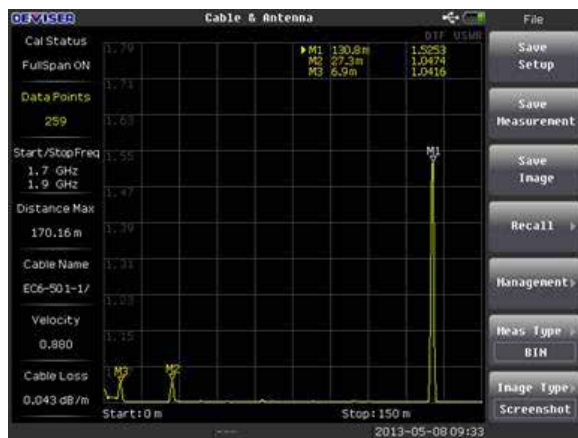 DEVISER
Cable & Antenna
File
Cal Status
FullSpan ON
Data Points
259
Start/StopFreq
1.7 GHz
1.9 GHz
Distance Max
170.16 m
Cable Name
EC6-50 1-1/
Velocity
0.880
Cable Loss
0.043 dB/m
DTF VSWR
M1 130.8m 1.5253
M2 27.3m 1.0474
M3 6.9m 1.0416
1.79
1.71
1.63
1.55
1.47
1.39
1.31
1.23
1.15
M1
M3
M2
Start: 0 m
Stop: 150 m
---
2013-05-08 09:33
Save
Setup
Save
Measurement
Save
Image
Recall
Management
Meas Type
BIN
Image Type
Screenshot